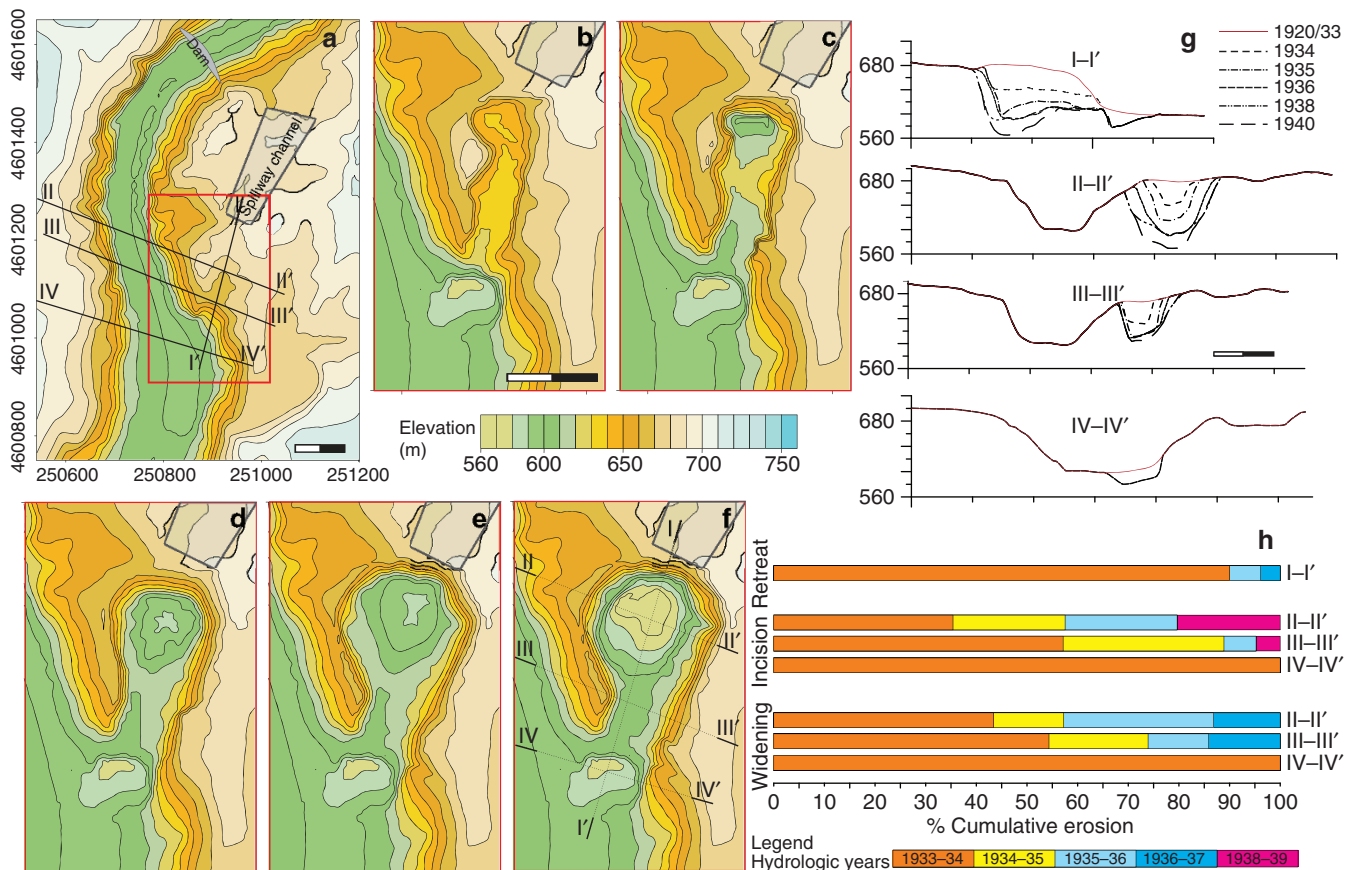 a
Dam
Spillway channel
4601600
4601400
4601200
4601000
4600800
II
III
IV
II′
III′
I′
IV′
250600 250800 251000 251200
b
c
Elevation
(m)
560 600 650 700 750
g
1920/33
1934
1935
1936
1938
1940
I–I′
680
560
II–II′
680
560
III–III′
680
560
IV–IV′
680
560
d
e
f
I
II
II′
III
III′
IV
IV′
I′
h
Retreat
I–I′
Incision
II–II′
III–III′
IV–IV′
Widening
II–II′
III–III′
IV–IV′
0 10 20 30 40 50 60 70 80 90 100
% Cumulative erosion
Legend
Hydrologic years 1933–34 1934–35 1935–36 1936–37 1938–39